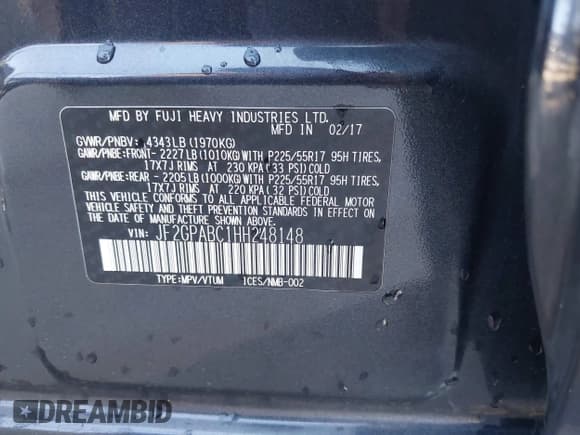 MFD BY FUJI HEAVY INDUSTRIES LTD.
MFD IN 02/17
GVWR/PNBV: 4343LB (1970KG)
GAWR/PNBE:FRONT- 2227LB (1010KG) WITH P225/55R17 95H TIRES,
17X7J RIMS AT 230 KPA (33 PSI) COLD
GAWR/PNBE:REAR - 2205LB (1000KG) WITH P225/55R17 95H TIRES,
17X7J RIMS AT 220 KPA (32 PSI) COLD
THIS VEHICLE CONFORMS TO ALL APPLICABLE FEDERAL MOTOR
VEHICLE SAFETY AND THEFT PREVENTION STANDARDS IN EFFECT
ON THE DATE OF MANUFACTURE SHOWN ABOVE.
VIN: JF2GPABC1HH248148
TYPE:MPV/VTUM ICES/NMB-002
DREAMBID